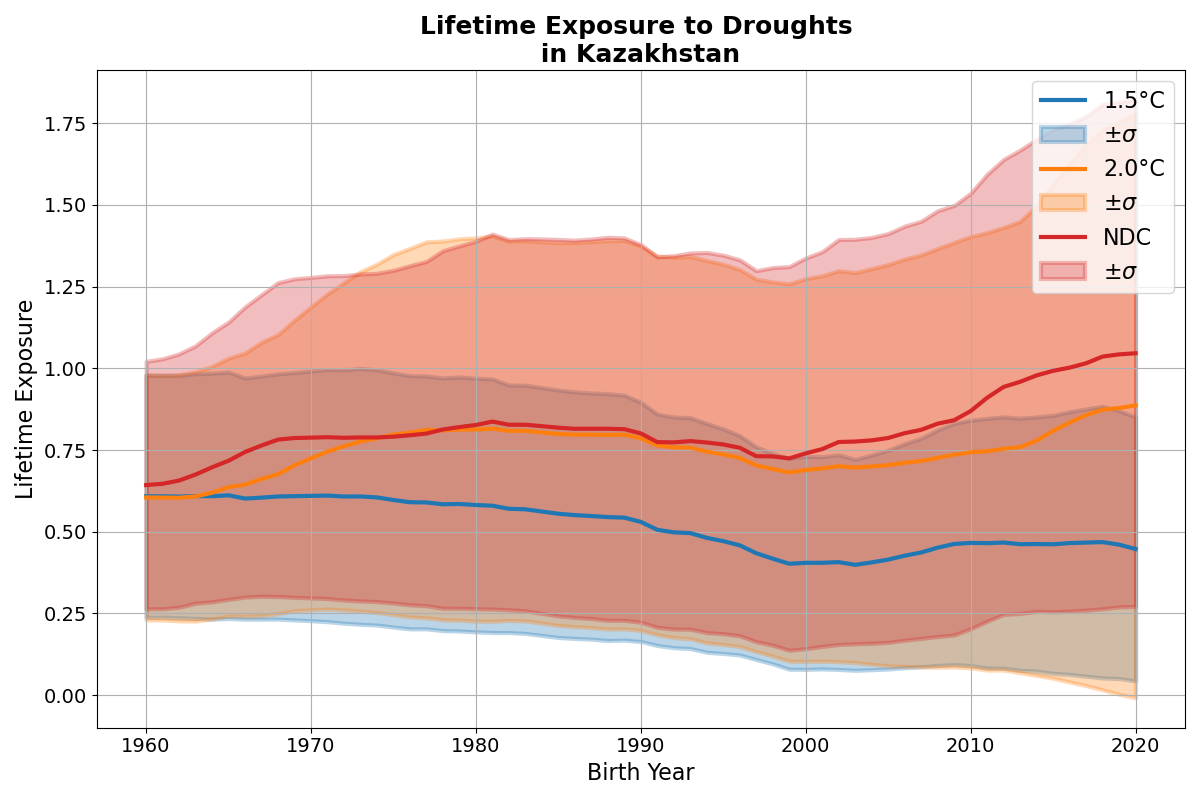 Lifetime Exposure to Droughts
in Kazakhstan
Lifetime Exposure
1.75
1.50
1.25
1.00
0.75
0.50
0.25
0.00
1.5°C
±σ
2.0°C
±σ
NDC
±σ
1960
1970
1980
1990
2000
2010
2020
Birth Year